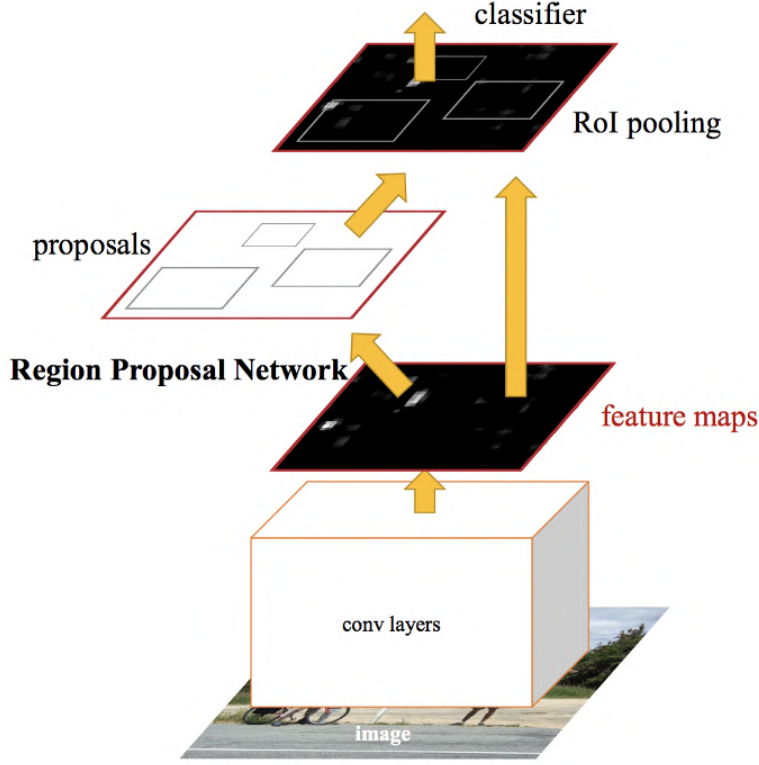 classifier
RoI pooling
proposals
Region Proposal Network
feature maps
conv layers
image